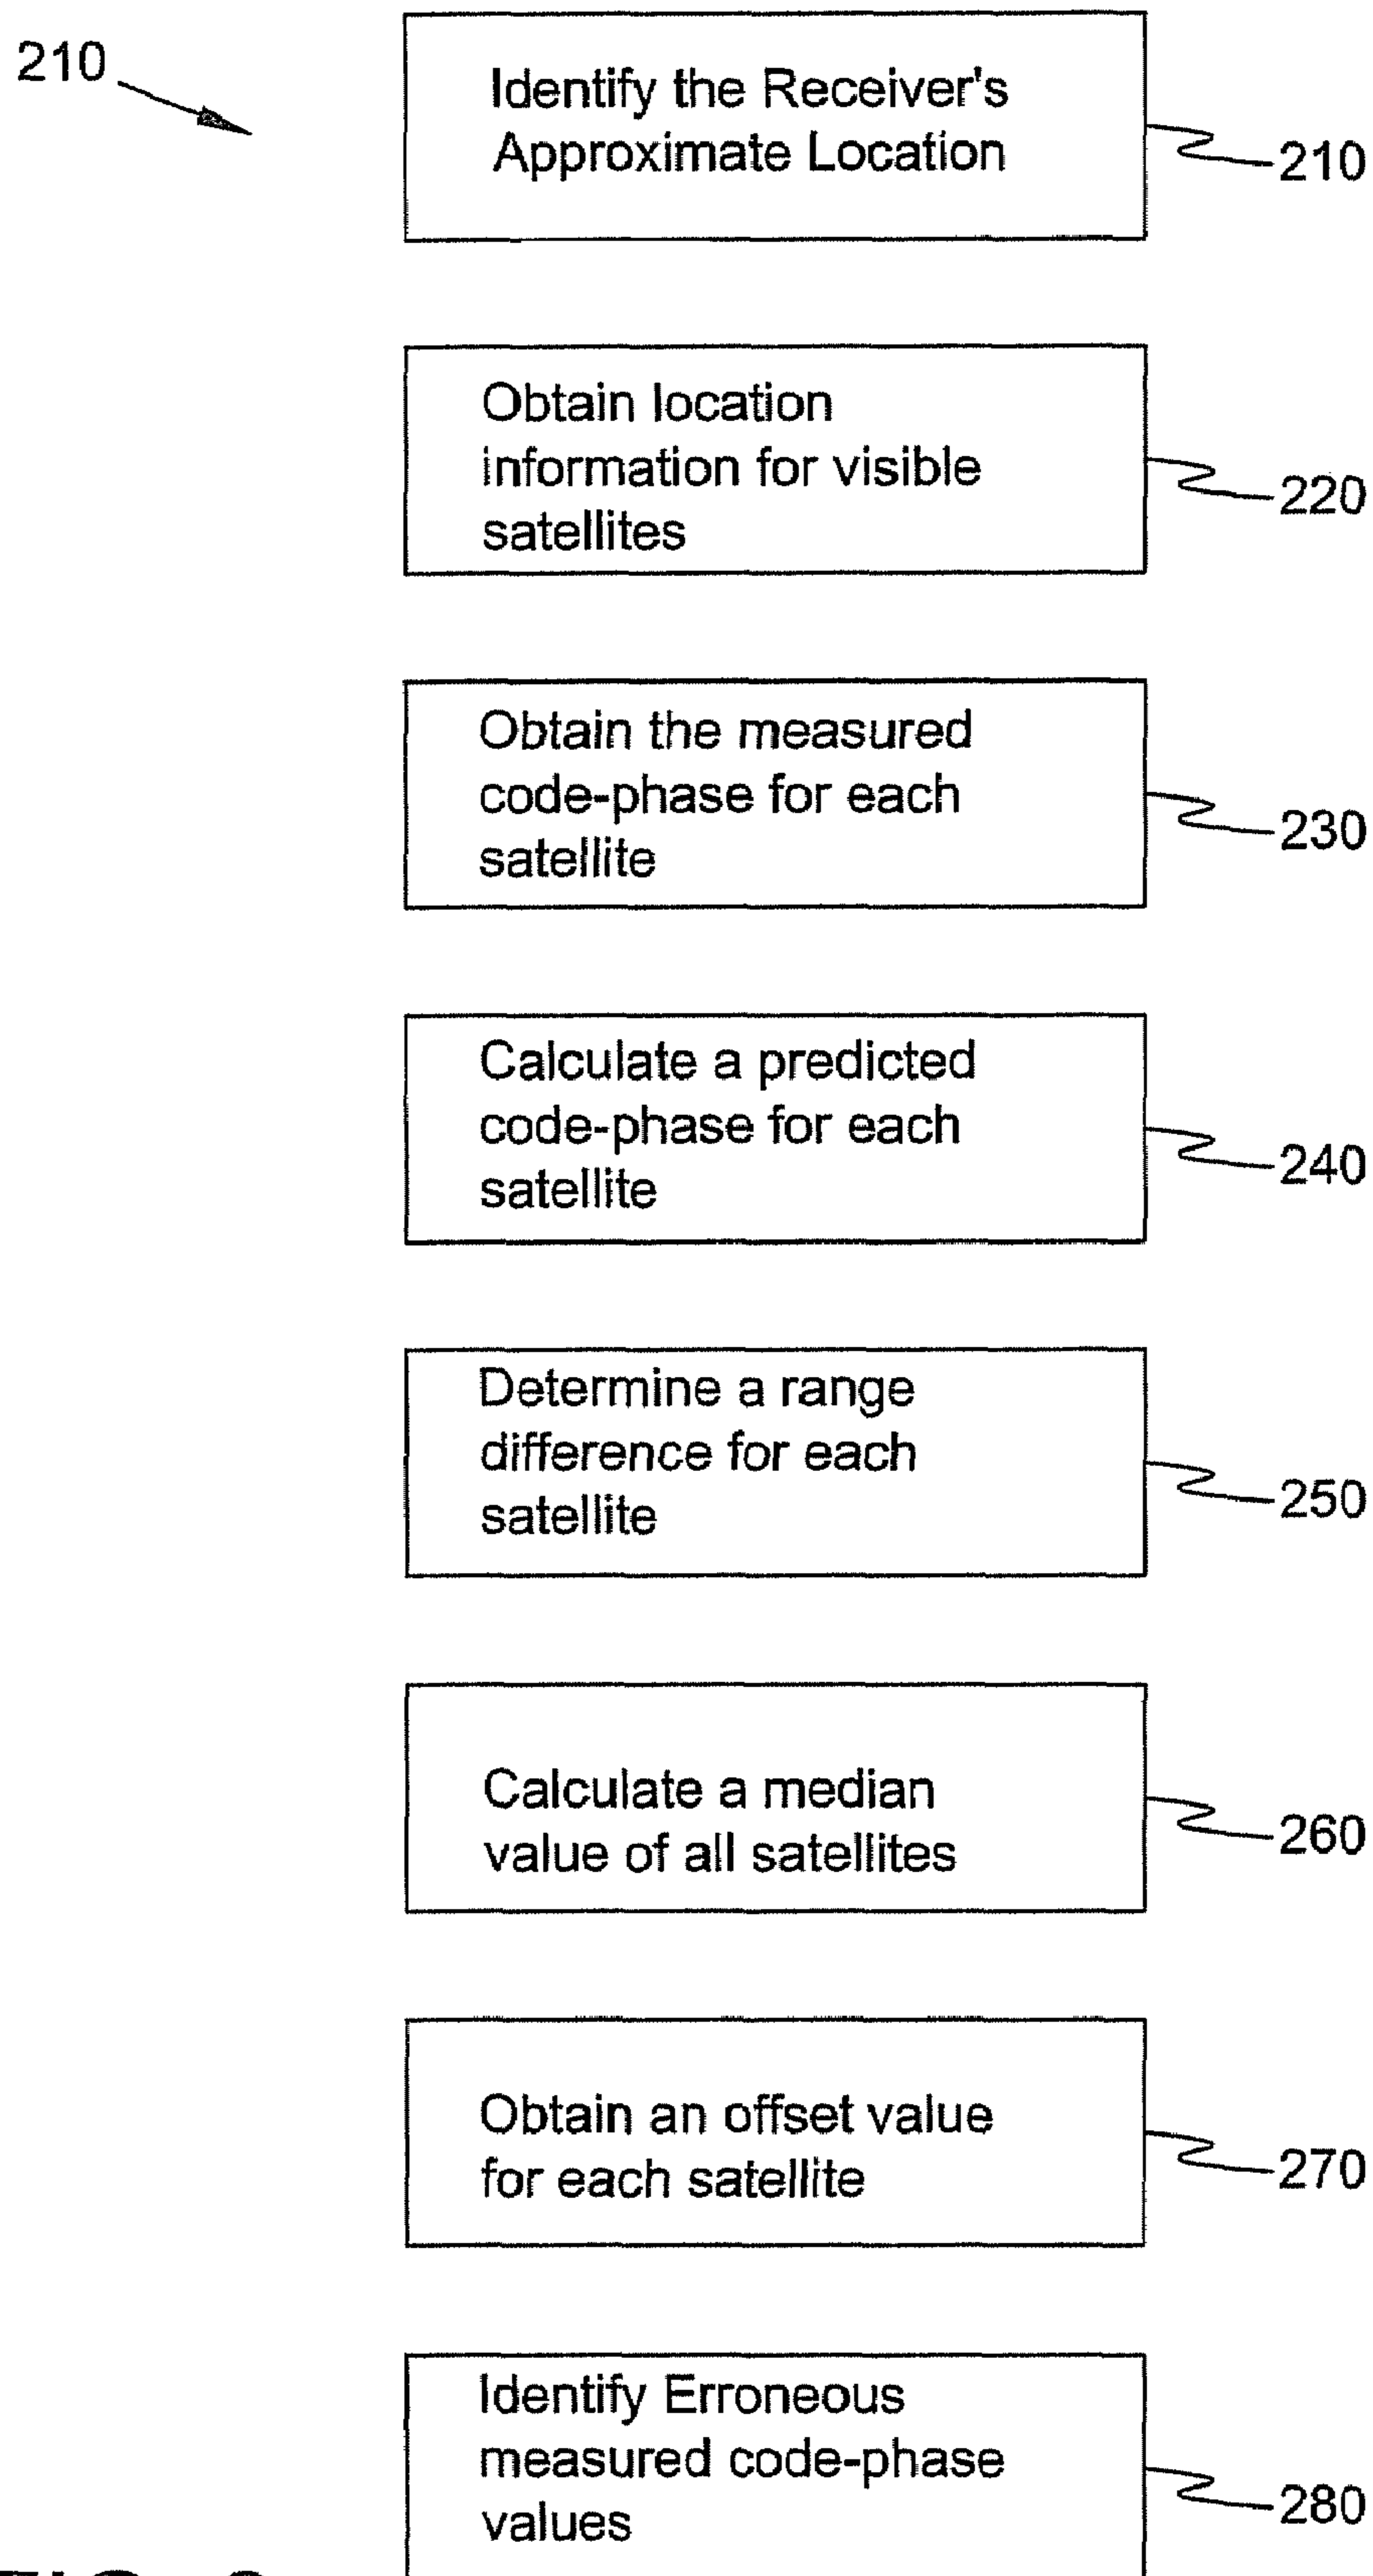 210
Identify the Receiver's
Approximate Location
210
Obtain location
information for visible
satellites
220
Obtain the measured
code-phase for each
satellite
230
Calculate a predicted
code-phase for each
satellite
240
Determine a range
difference for each
satellite
250
Calculate a median
value of all satellites
260
Obtain an offset value
for each satellite
270
Identify Erroneous
measured code-phase
values
280